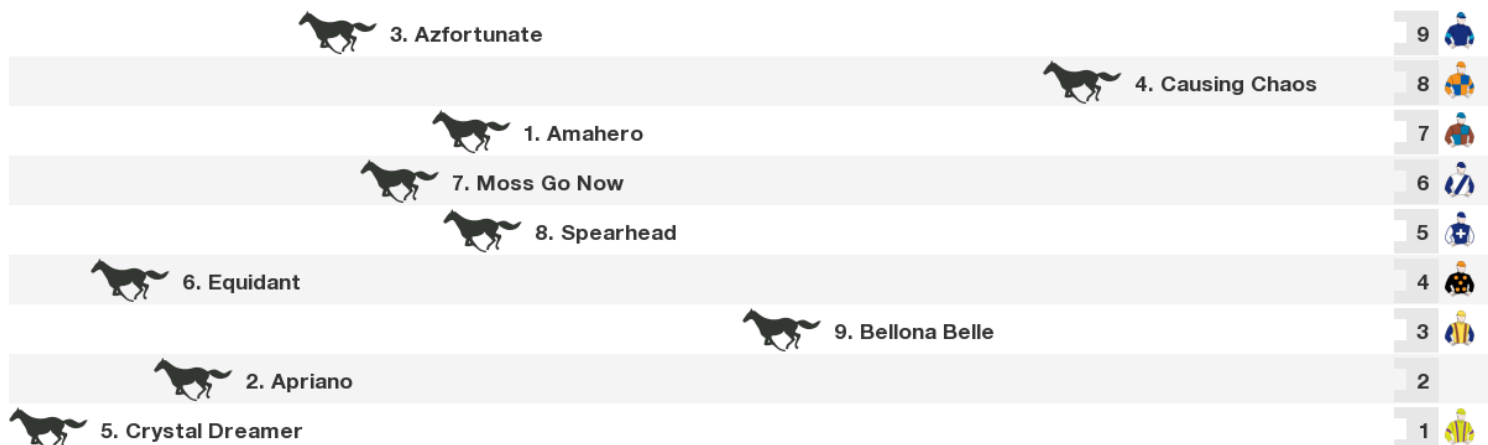 3. Azfortunate 9
4. Causing Chaos 8
1. Amahero 7
7. Moss Go Now 6
8. Spearhead 5
6. Equidant 4
9. Bellona Belle 3
2. Apriano 2
5. Crystal Dreamer 1